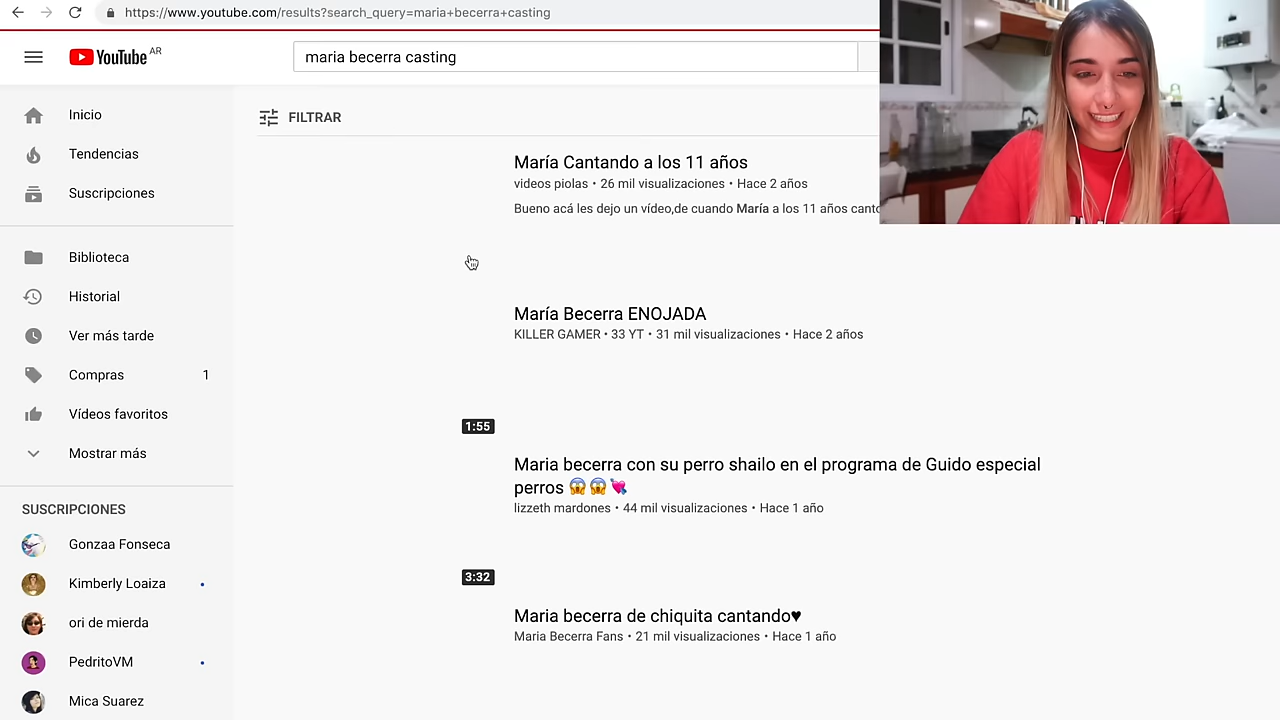 https://www.youtube.com/results?search_query=maria+becerra+casting
YouTube AR
maria becerra casting
Inicio
Tendencias
Suscripciones
Biblioteca
Historial
Ver más tarde
Compras 1
Vídeos favoritos
Mostrar más
SUSCRIPCIONES
Gonzaa Fonseca
Kimberly Loaiza
ori de mierda
PedritoVM
Mica Suarez
FILTRAR
María Cantando a los 11 años
videos piolas • 26 mil visualizaciones • Hace 2 años
Bueno acá les dejo un vídeo,de cuando María a los 11 años
María Becerra ENOJADA
KILLER GAMER • 33 YT • 31 mil visualizaciones • Hace 2 años
1:55
Maria becerra con su perro shailo en el programa de Guido especial
perros 😱 😱 💘
lizzeth mardones • 44 mil visualizaciones • Hace 1 año
3:32
Maria becerra de chiquita cantando♥
Maria Becerra Fans • 21 mil visualizaciones • Hace 1 año